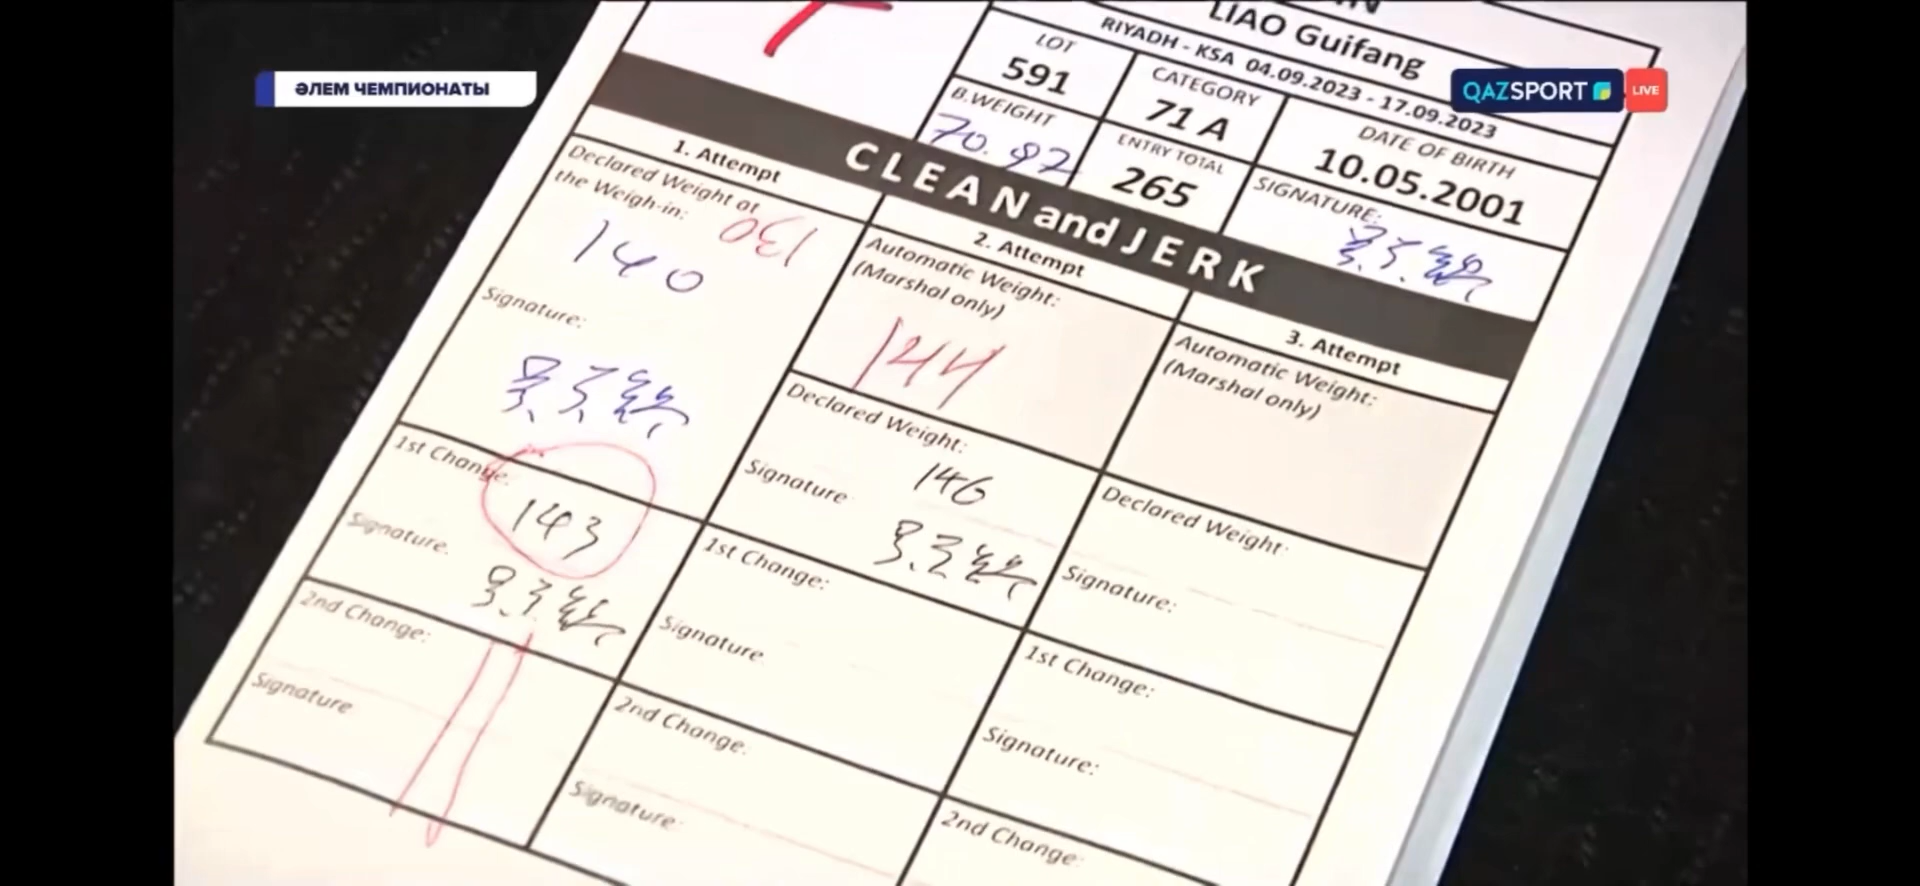 ӘЛЕМ ЧЕМПИОНАТЫ
QAZSPORT LIVE
LIAO Guifang
RIYADH - KSA 04.09.2023 - 17.09.2023
LOT
591
CATEGORY
71 A
DATE OF BIRTH
10.05.2001
B.WEIGHT
70.97
ENTRY TOTAL
265
SIGNATURE:
CLEAN and JERK
1. Attempt
Declared Weight at
the Weigh-in:
130
140
Signature:
1st Change:
143
Signature.
2nd Change:
Signature
2. Attempt
Automatic Weight:
(Marshal only)
144
Declared Weight:
146
Signature
1st Change:
Signature.
2nd Change.
Signature:
3. Attempt
Automatic Weight:
(Marshal only)
Declared Weight:
Signature:
1st Change:
Signature:
2nd Change: